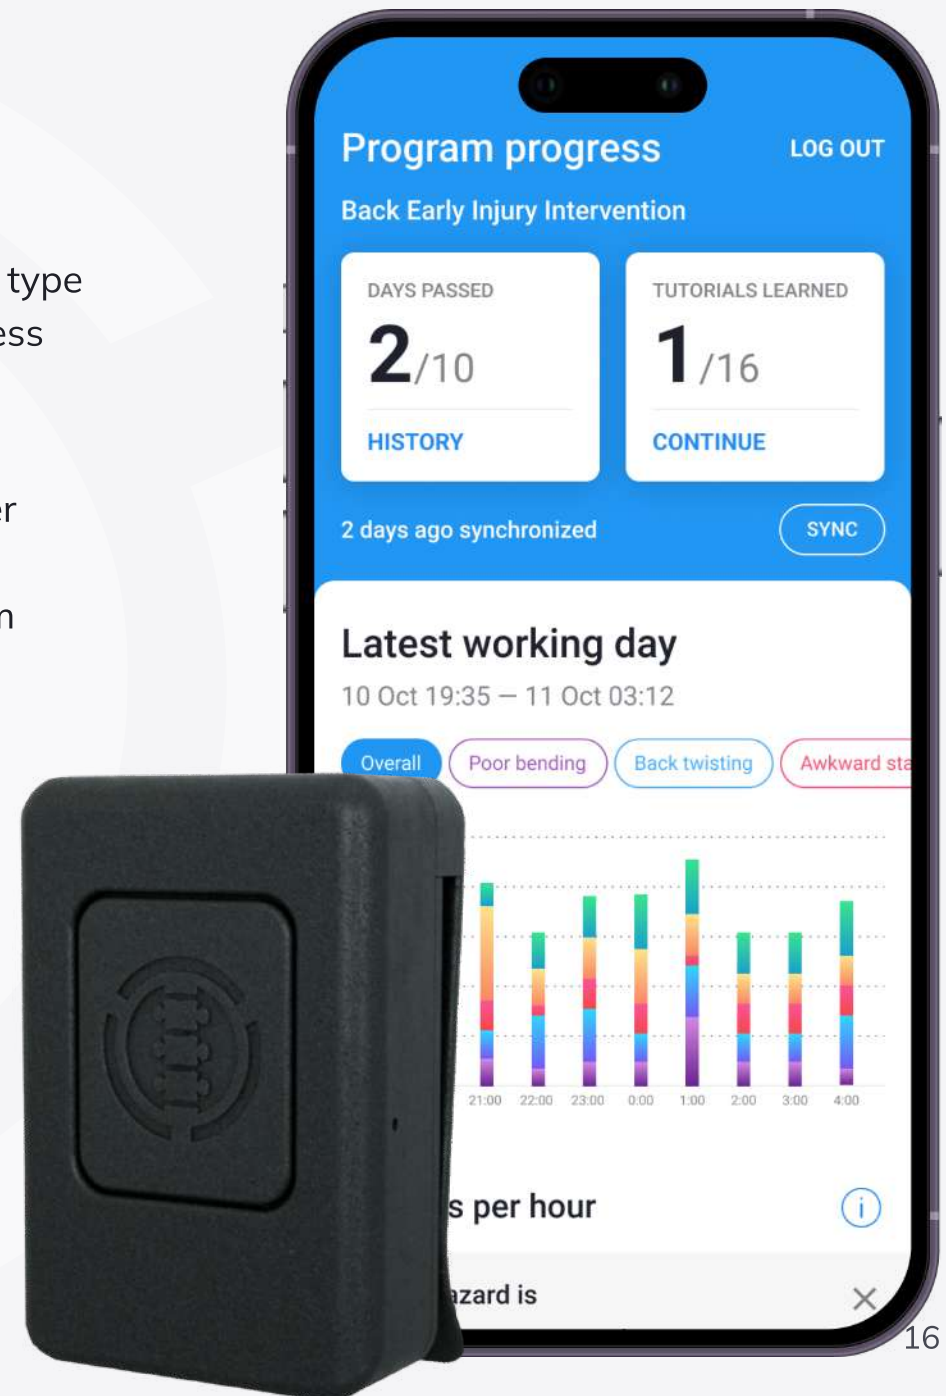 type
ess
er
n
Program progress
LOG OUT
Back Early Injury Intervention
DAYS PASSED
2/10
HISTORY
TUTORIALS LEARNED
1/16
CONTINUE
2 days ago synchronized
SYNC
Latest working day
10 Oct 19:35 — 11 Oct 03:12
Overall
Poor bending
Back twisting
Awkward sta
21:00 22:00 23:00 0:00 1:00 2:00 3:00 4:00
s per hour
i
azard is
16